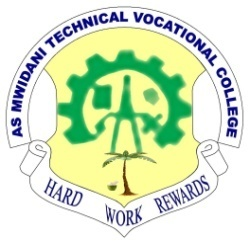 AS MWIDANI TECHNICAL VOCATIONAL COLLEGE
HARD WORK REWARDS